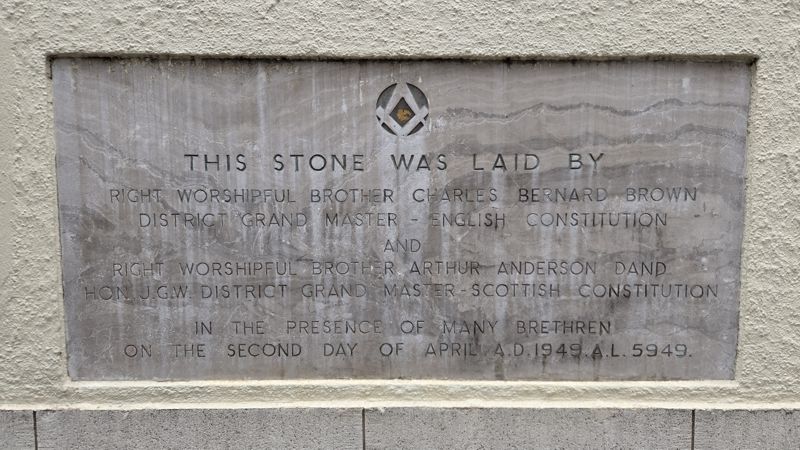 THIS STONE WAS LAID BY
RIGHT WORSHIPFUL BROTHER CHARLES BERNARD BROWN
DISTRICT GRAND MASTER - ENGLISH CONSTITUTION
AND
RIGHT WORSHIPFUL BROTHER ARTHUR ANDERSON DAND
HON. J.G.W. DISTRICT GRAND MASTER - SCOTTISH CONSTITUTION
IN THE PRESENCE OF MANY BRETHREN
ON THE SECOND DAY OF APRIL A.D. 1949. A.L. 5949.